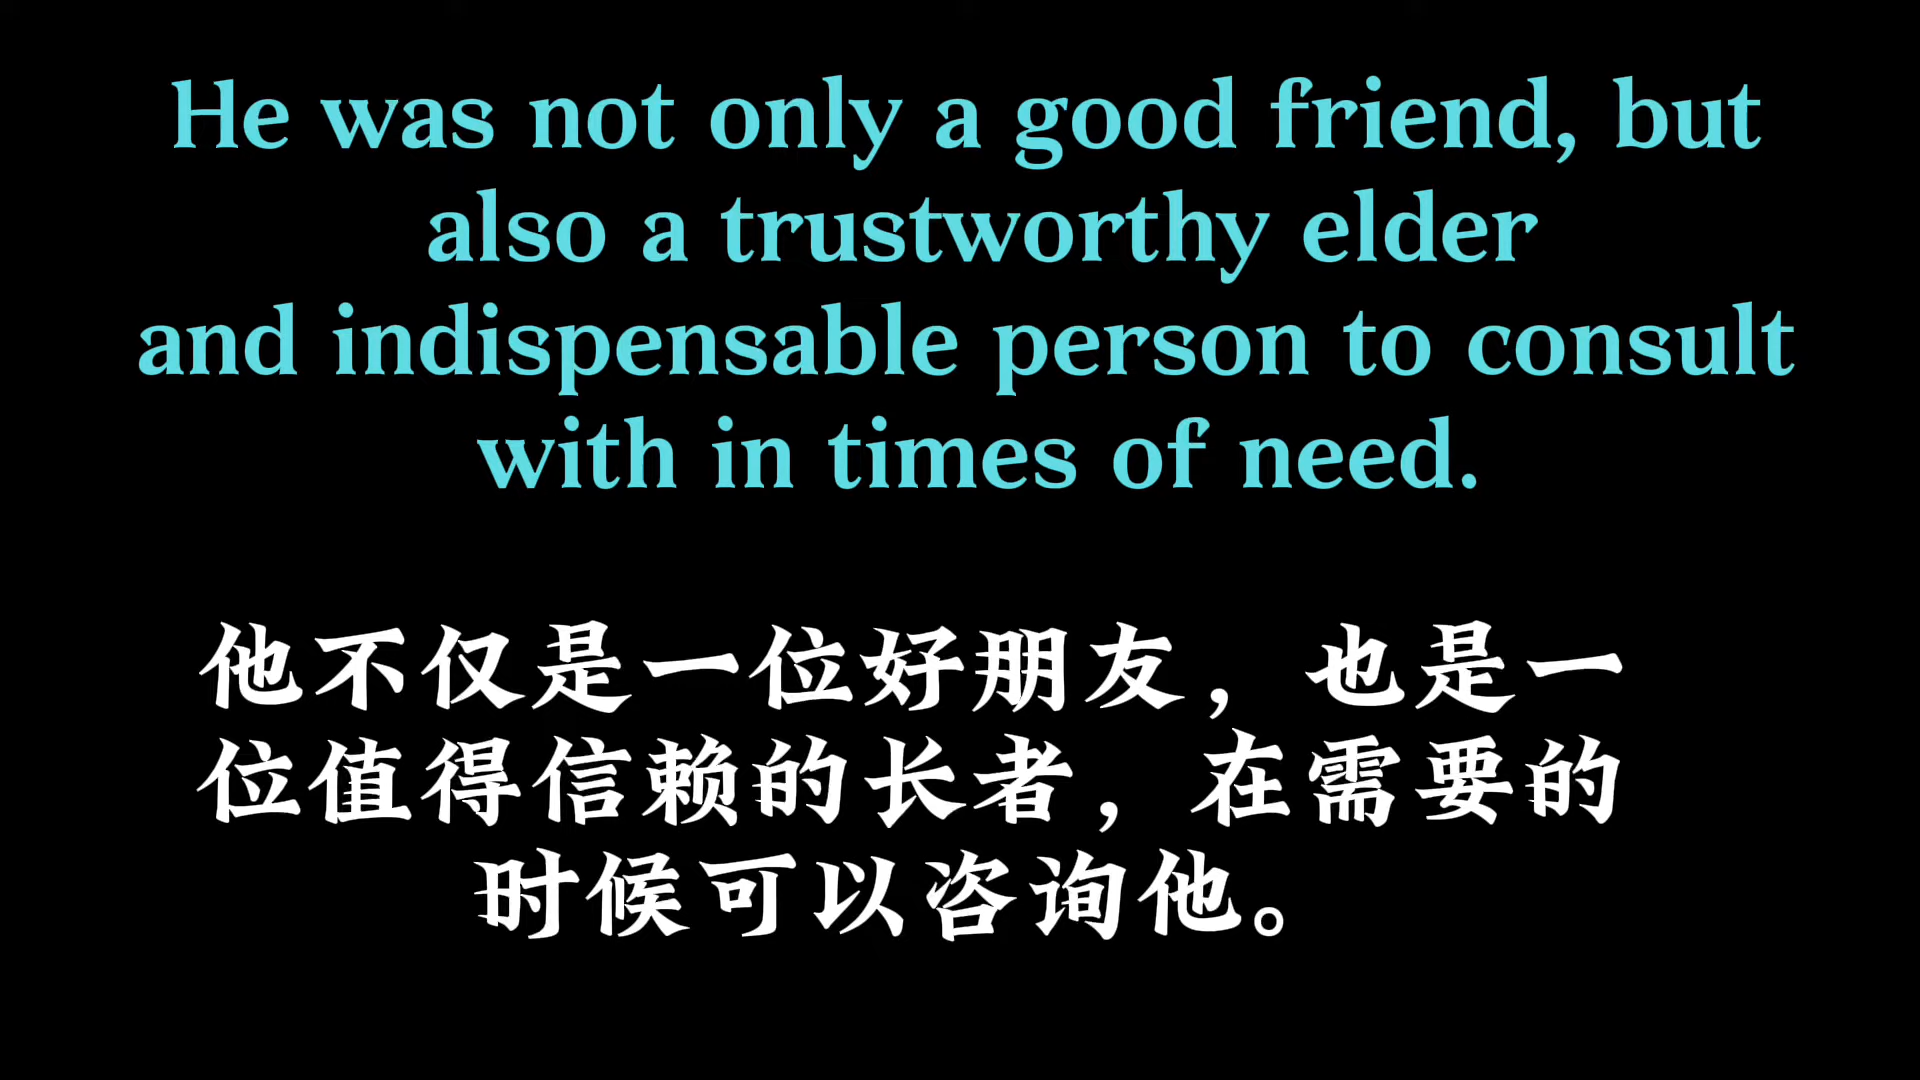 He was not only a good friend, but
also a trustworthy elder
and indispensable person to consult
with in times of need.
他不仅是一位好朋友，也是一
位值得信赖的长者，在需要的
时候可以咨询他。